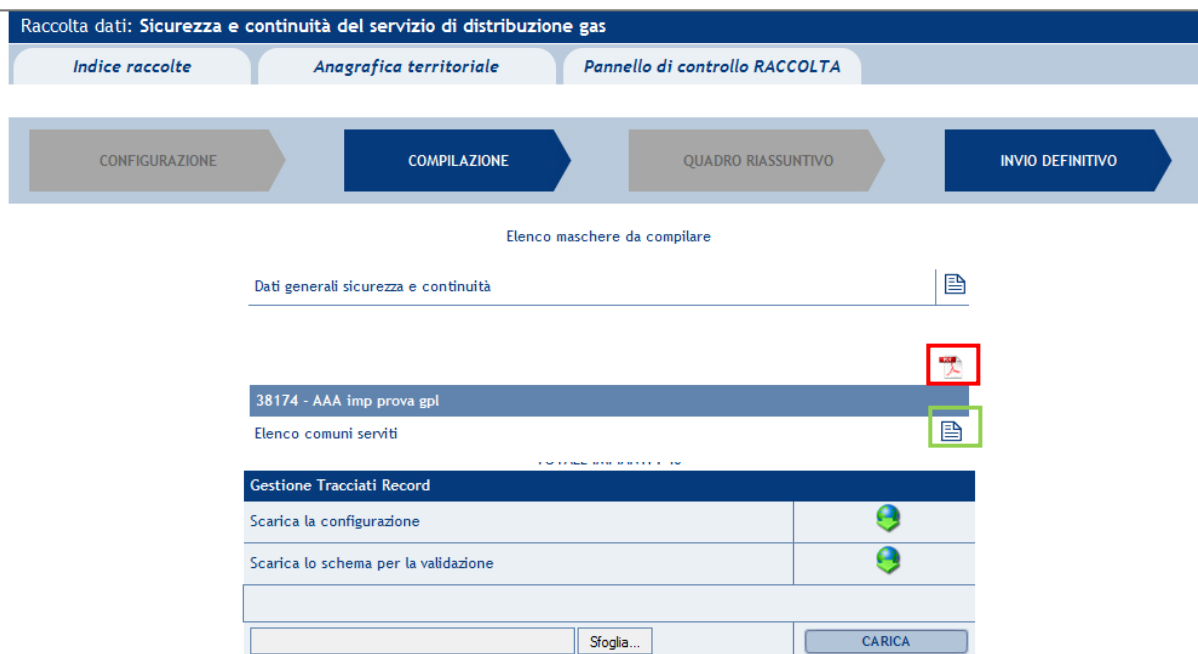 Raccolta dati: Sicurezza e continuità del servizio di distribuzione gas
Indice raccolte Anagrafica territoriale Pannello di controllo RACCOLTA
CONFIGURAZIONE COMPILAZIONE QUADRO RIASSUNTIVO INVIO DEFINITIVO
Elenco maschere da compilare
Dati generali sicurezza e continuità
38174 - AAA imp prova gpl
Elenco comuni serviti
Gestione Tracciati Record
Scarica la configurazione
Scarica lo schema per la validazione
Sfoglia... CARICA